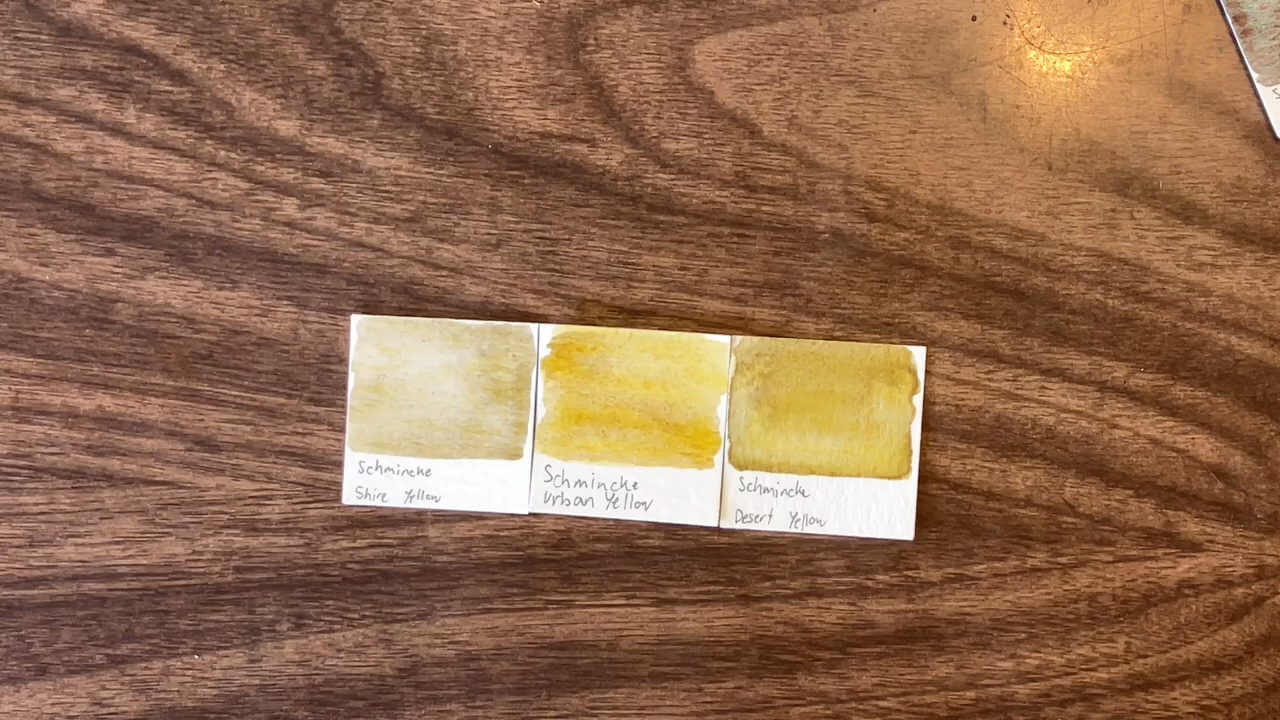 Schmincke
Shire Yellow
Schmincke
Urban Yellow
Schmincke
Desert Yellow